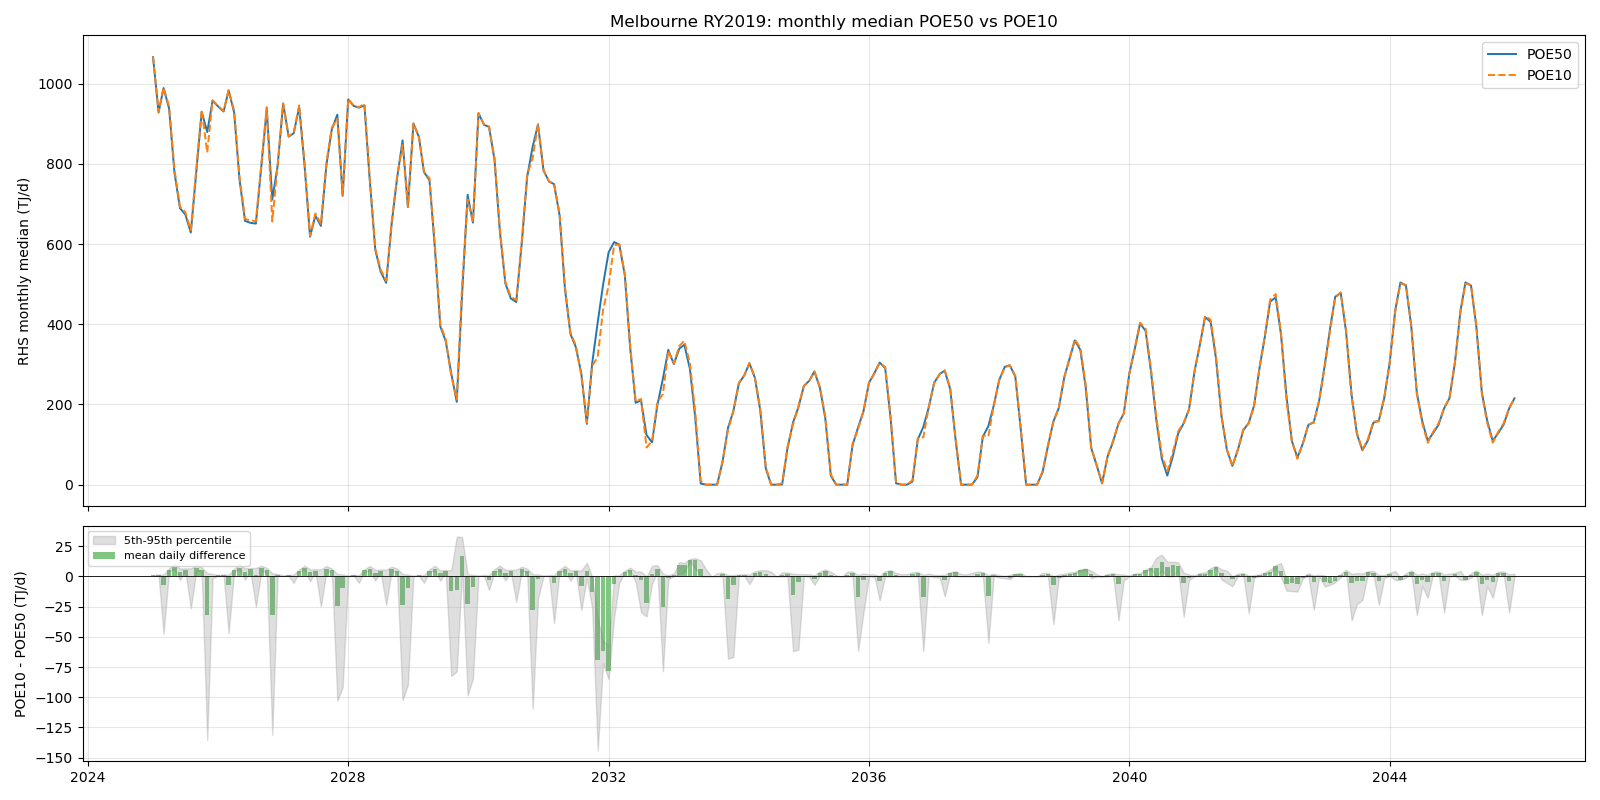 Melbourne RY2019: monthly median POE50 vs POE10
POE50
POE10
RHS monthly median (TJ/d)
1000
800
600
400
200
0
5th-95th percentile
mean daily difference
POE10 - POE50 (TJ/d)
25
0
−25
−50
−75
−100
−125
−150
2024 2028 2032 2036 2040 2044